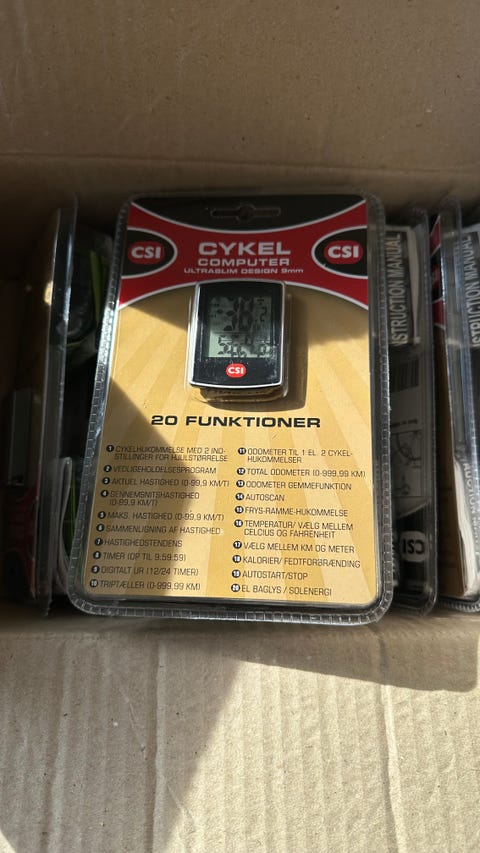 CSI
CYKEL
COMPUTER
ULTRASLIM DESIGN 9mm
CSI
CSI
20 FUNKTIONER
1 CYKELHUKOMMELSE MED 2 IND-
STILLINGER FOR HJULSTØRRELSE
2 VEDLIGEHOLDELSESPROGRAM
3 AKTUEL HASTIGHED (0-99,9 KM/T)
4 GENNEMSNITSHASTIGHED
(0-99,9 KM/T)
5 MAKS. HASTIGHED (0-99,9 KM/T)
6 SAMMENLIGNING AF HASTIGHED
7 HASTIGHEDSTENDENS
8 TIMER (OP TIL 9:59:59)
9 DIGITALT UR (12/24 TIMER)
10 TRIPTÆLLER (0-999,99 KM)
11 ODOMETER TIL 1 EL. 2 CYKEL-
HUKOMMELSER
12 TOTAL ODOMETER (0-999,99 KM)
13 ODOMETER GEMMEFUNKTION
14 AUTOSCAN
15 FRYS-RAMME-HUKOMMELSE
16 TEMPERATUR/ VÆLG MELLEM
CELCIUS OG FAHRENHEIT
17 VÆLG MELLEM KM OG METER
18 KALORIER/ FEDTFORBRÆNDING
19 AUTOSTART/STOP
20 EL BAGLYS / SOLENERGI
INSTRUCTION MANUAL
CSI